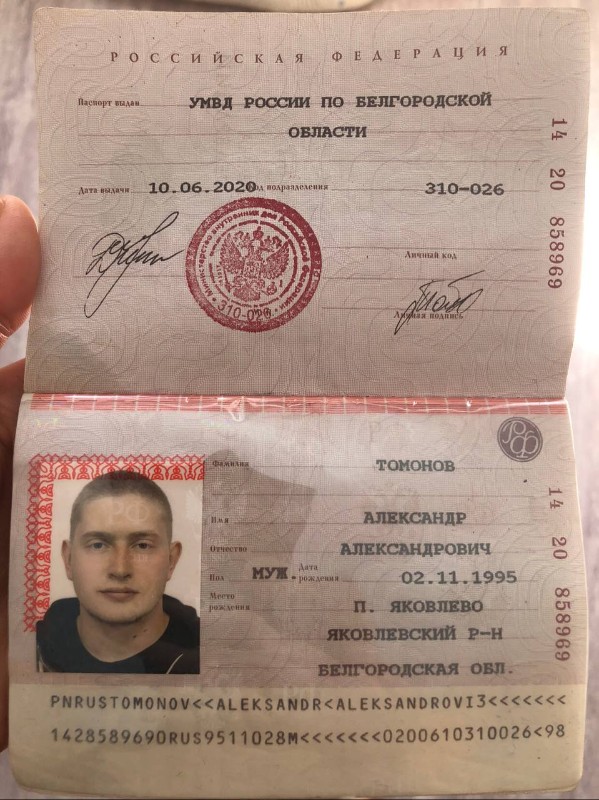 РОССИЙСКАЯ ФЕДЕРАЦИЯ
Паспорт выдан УМВД РОССИИ ПО БЕЛГОРОДСКОЙ
ОБЛАСТИ
Дата выдачи 10.06.2020 Код подразделения 310-026
Личный код
Личная подпись
310-026
14 20 858969
Фамилия ТОМОНОВ
Имя АЛЕКСАНДР
Отчество АЛЕКСАНДРОВИЧ
Пол МУЖ. Дата рождения 02.11.1995
Место рождения П. ЯКОВЛЕВО
ЯКОВЛЕВСКИЙ Р-Н
БЕЛГОРОДСКАЯ ОБЛ.
14 20 858969
PNRUSTOMONOV<<ALEKSANDR<ALEKSANDROVI3<<<<<<<
1428589690RUS9511028M<<<<<<<0200610310026<98